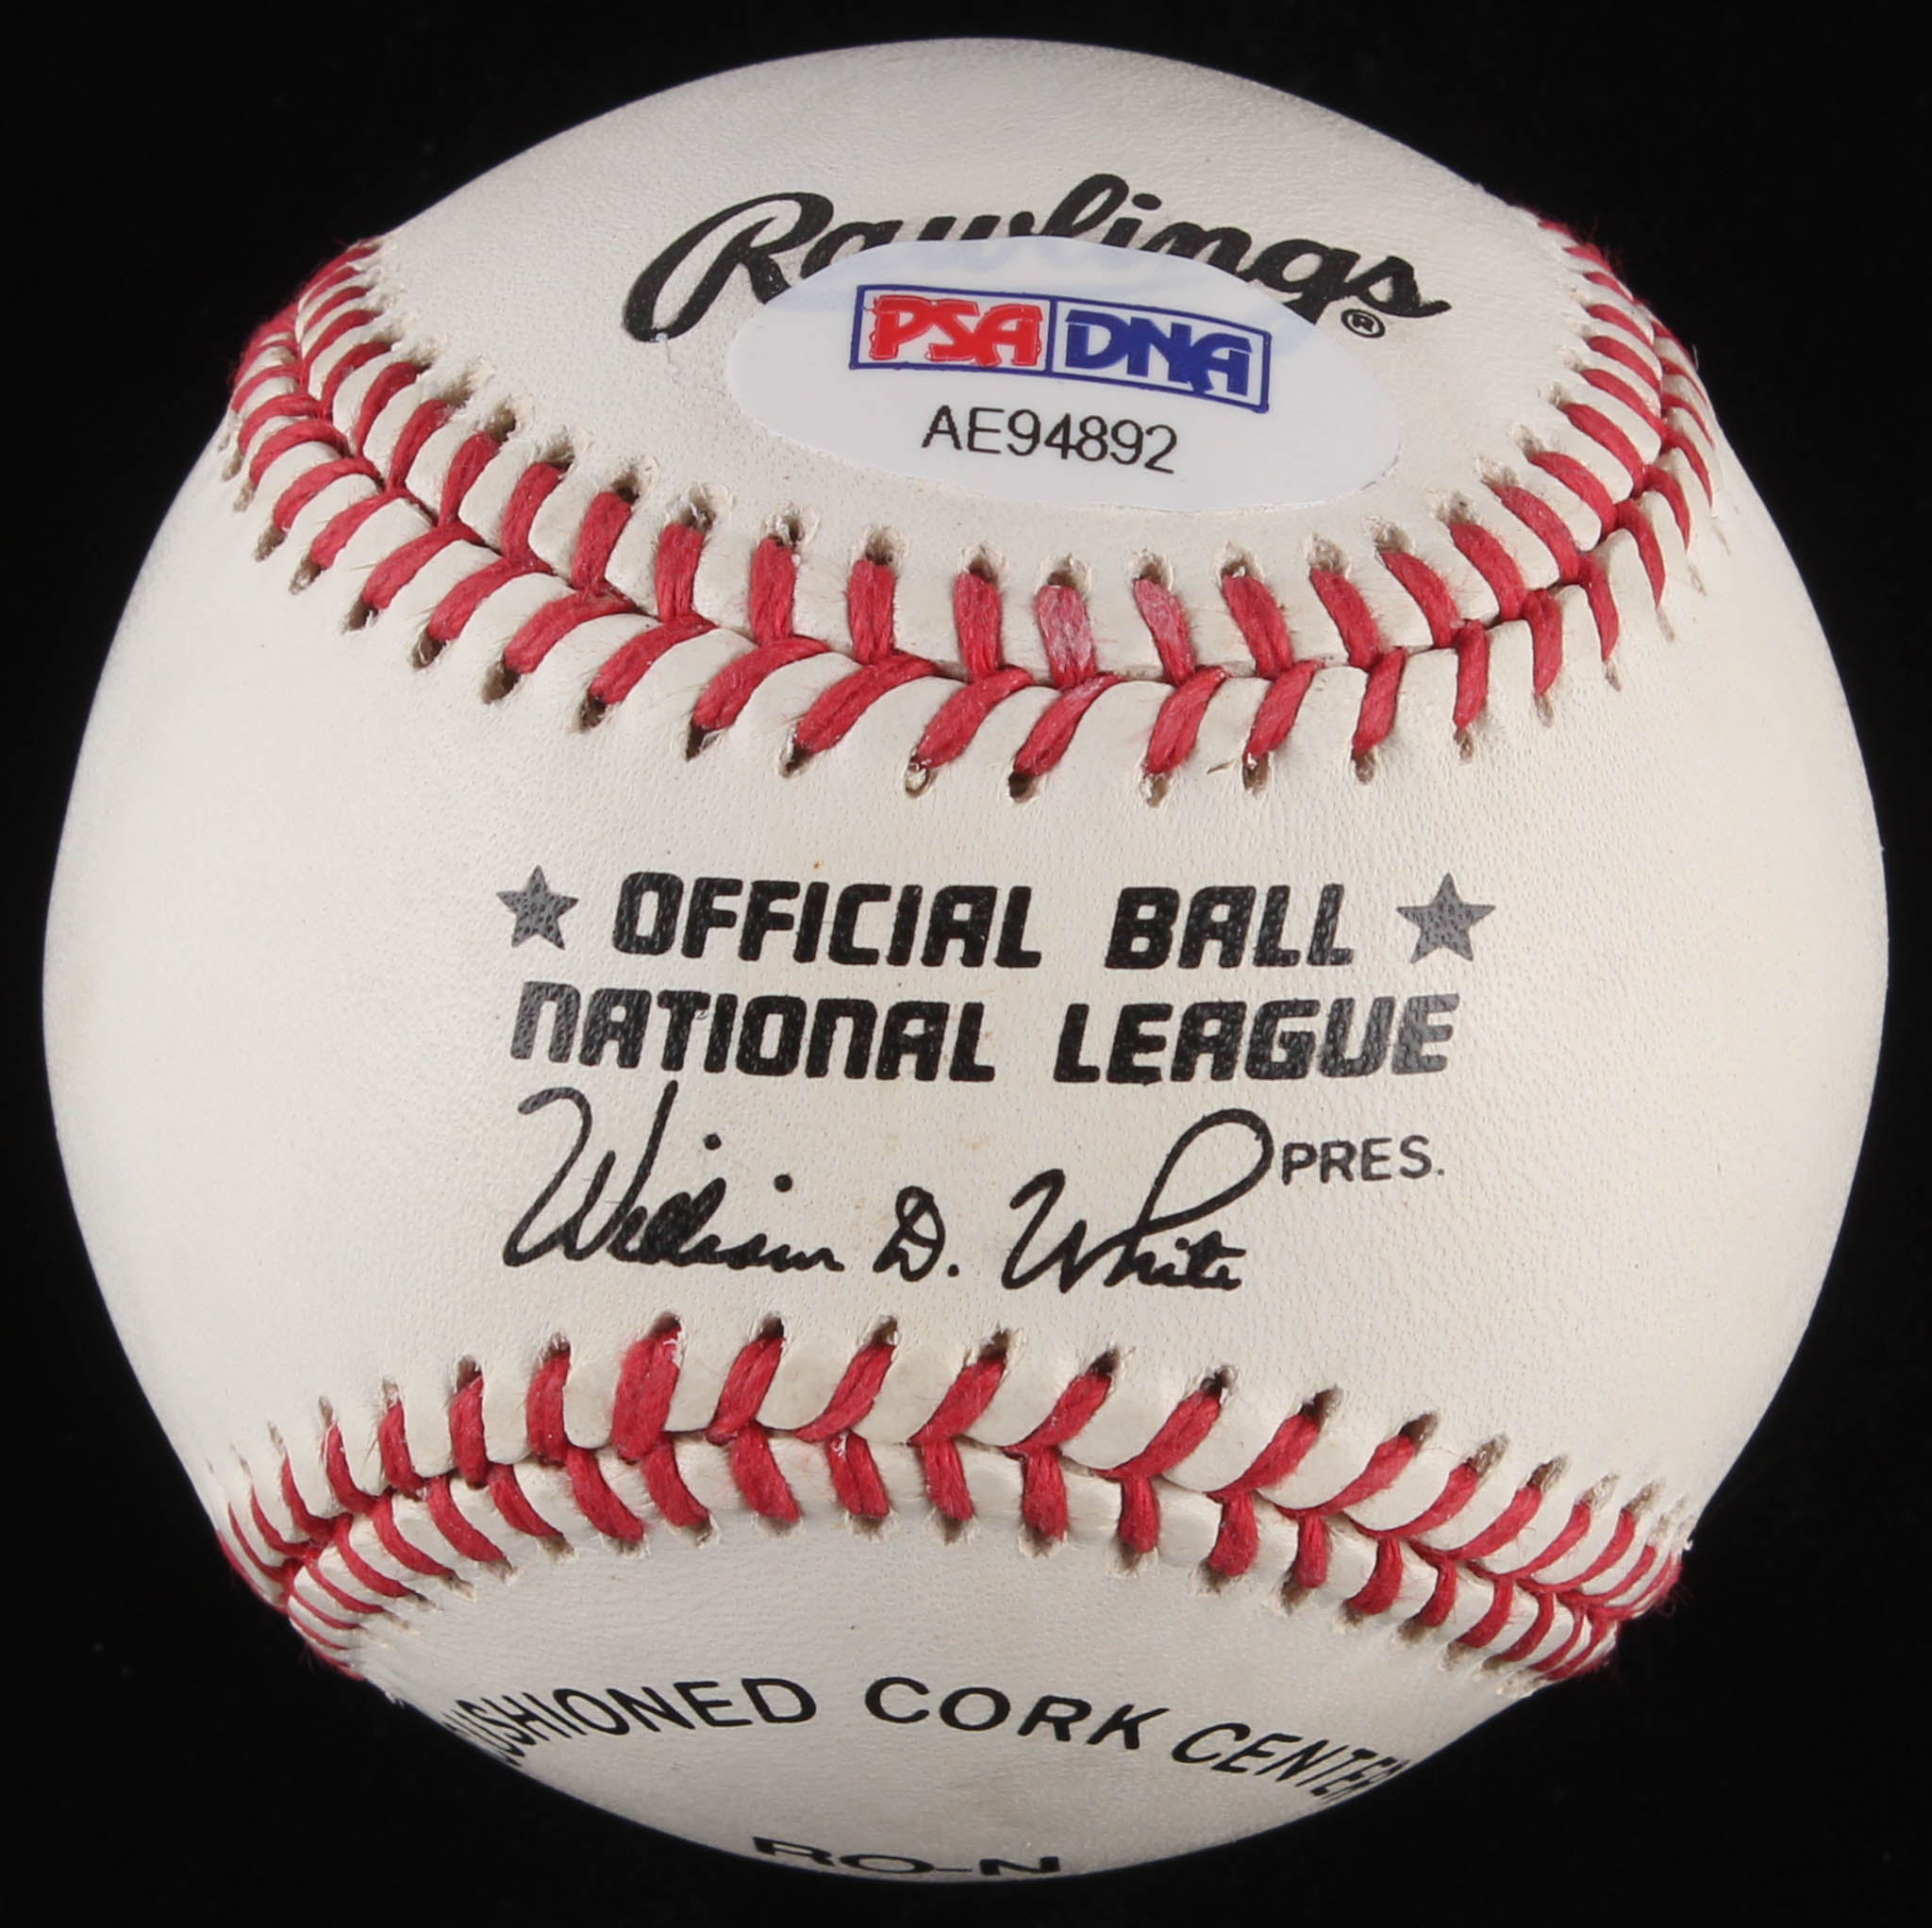 Rawlings ®
PSA DNA
AE94892
★ OFFICIAL BALL ★
NATIONAL LEAGUE
William D. White PRES.
CUSHIONED CORK CENTER
RO-N